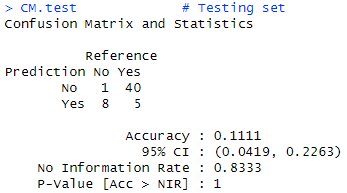 > CM.test # Testing set
Confusion Matrix and Statistics
Reference
Prediction No Yes
No 1 40
Yes 8 5
Accuracy : 0.1111
95% CI : (0.0419, 0.2263)
No Information Rate : 0.8333
P-Value [Acc > NIR] : 1